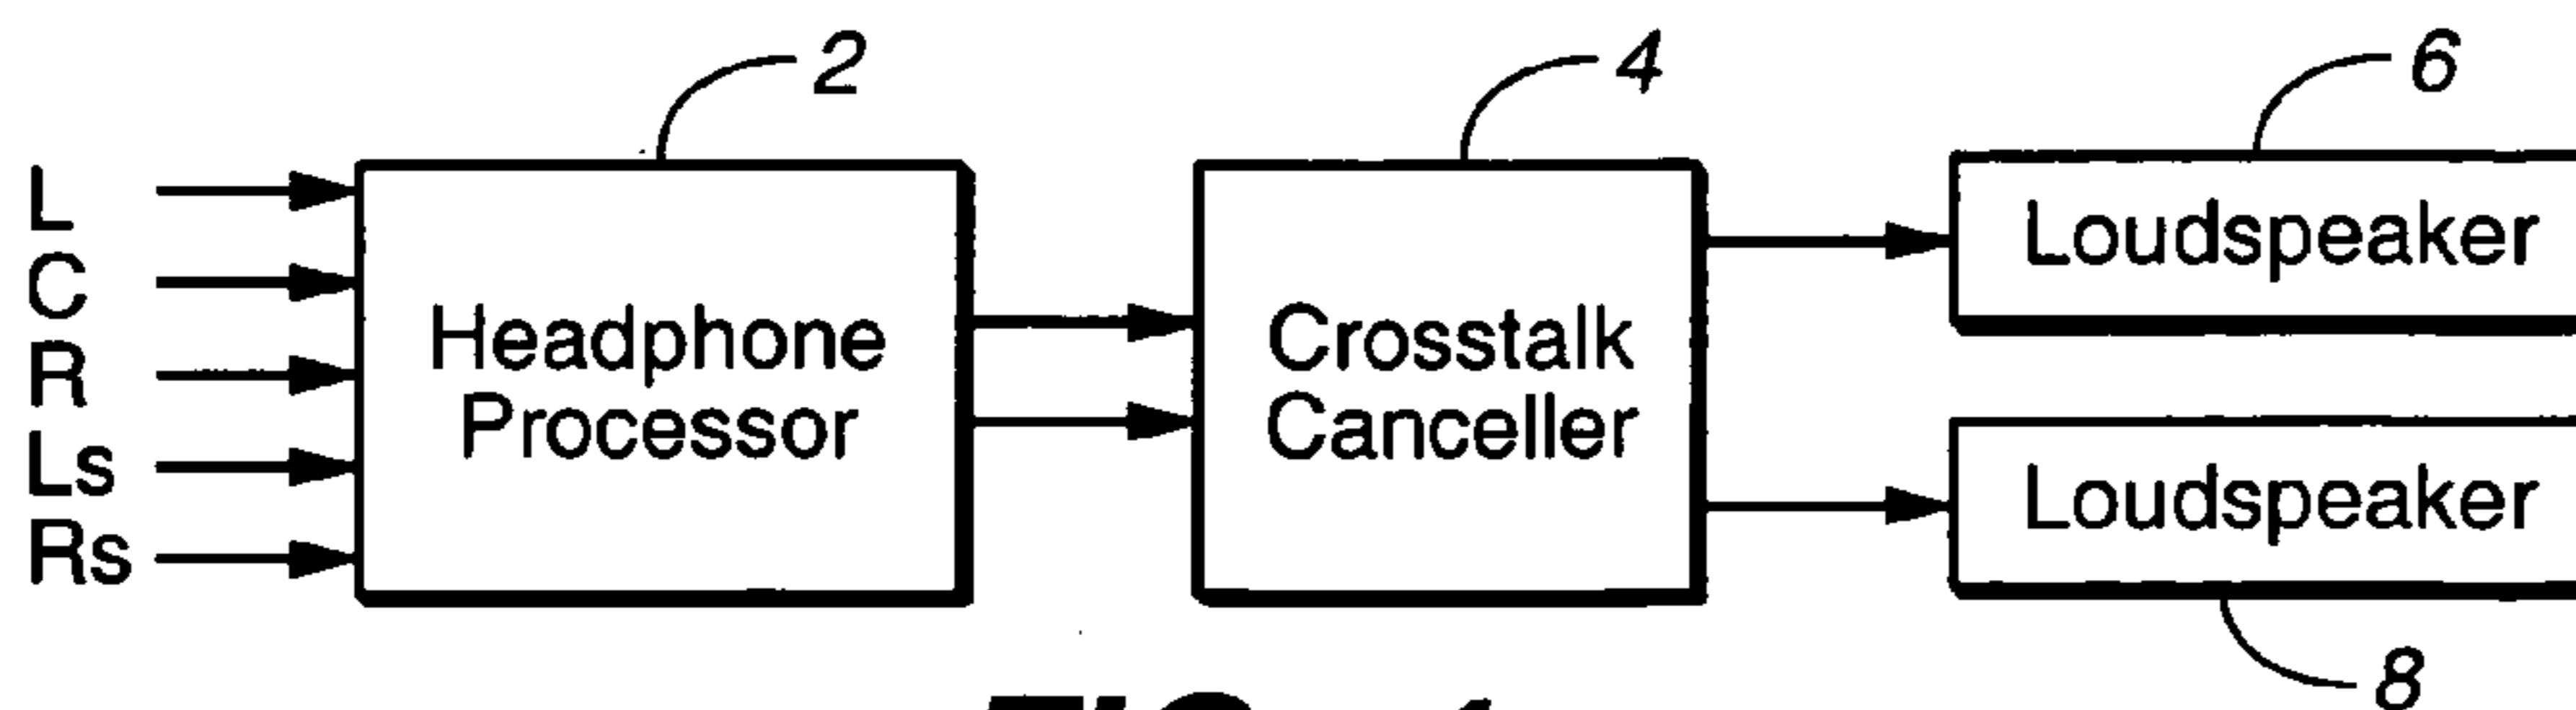 2
4
6
L
C
R
Ls
Rs
Headphone
Processor
Crosstalk
Canceller
Loudspeaker
Loudspeaker
8